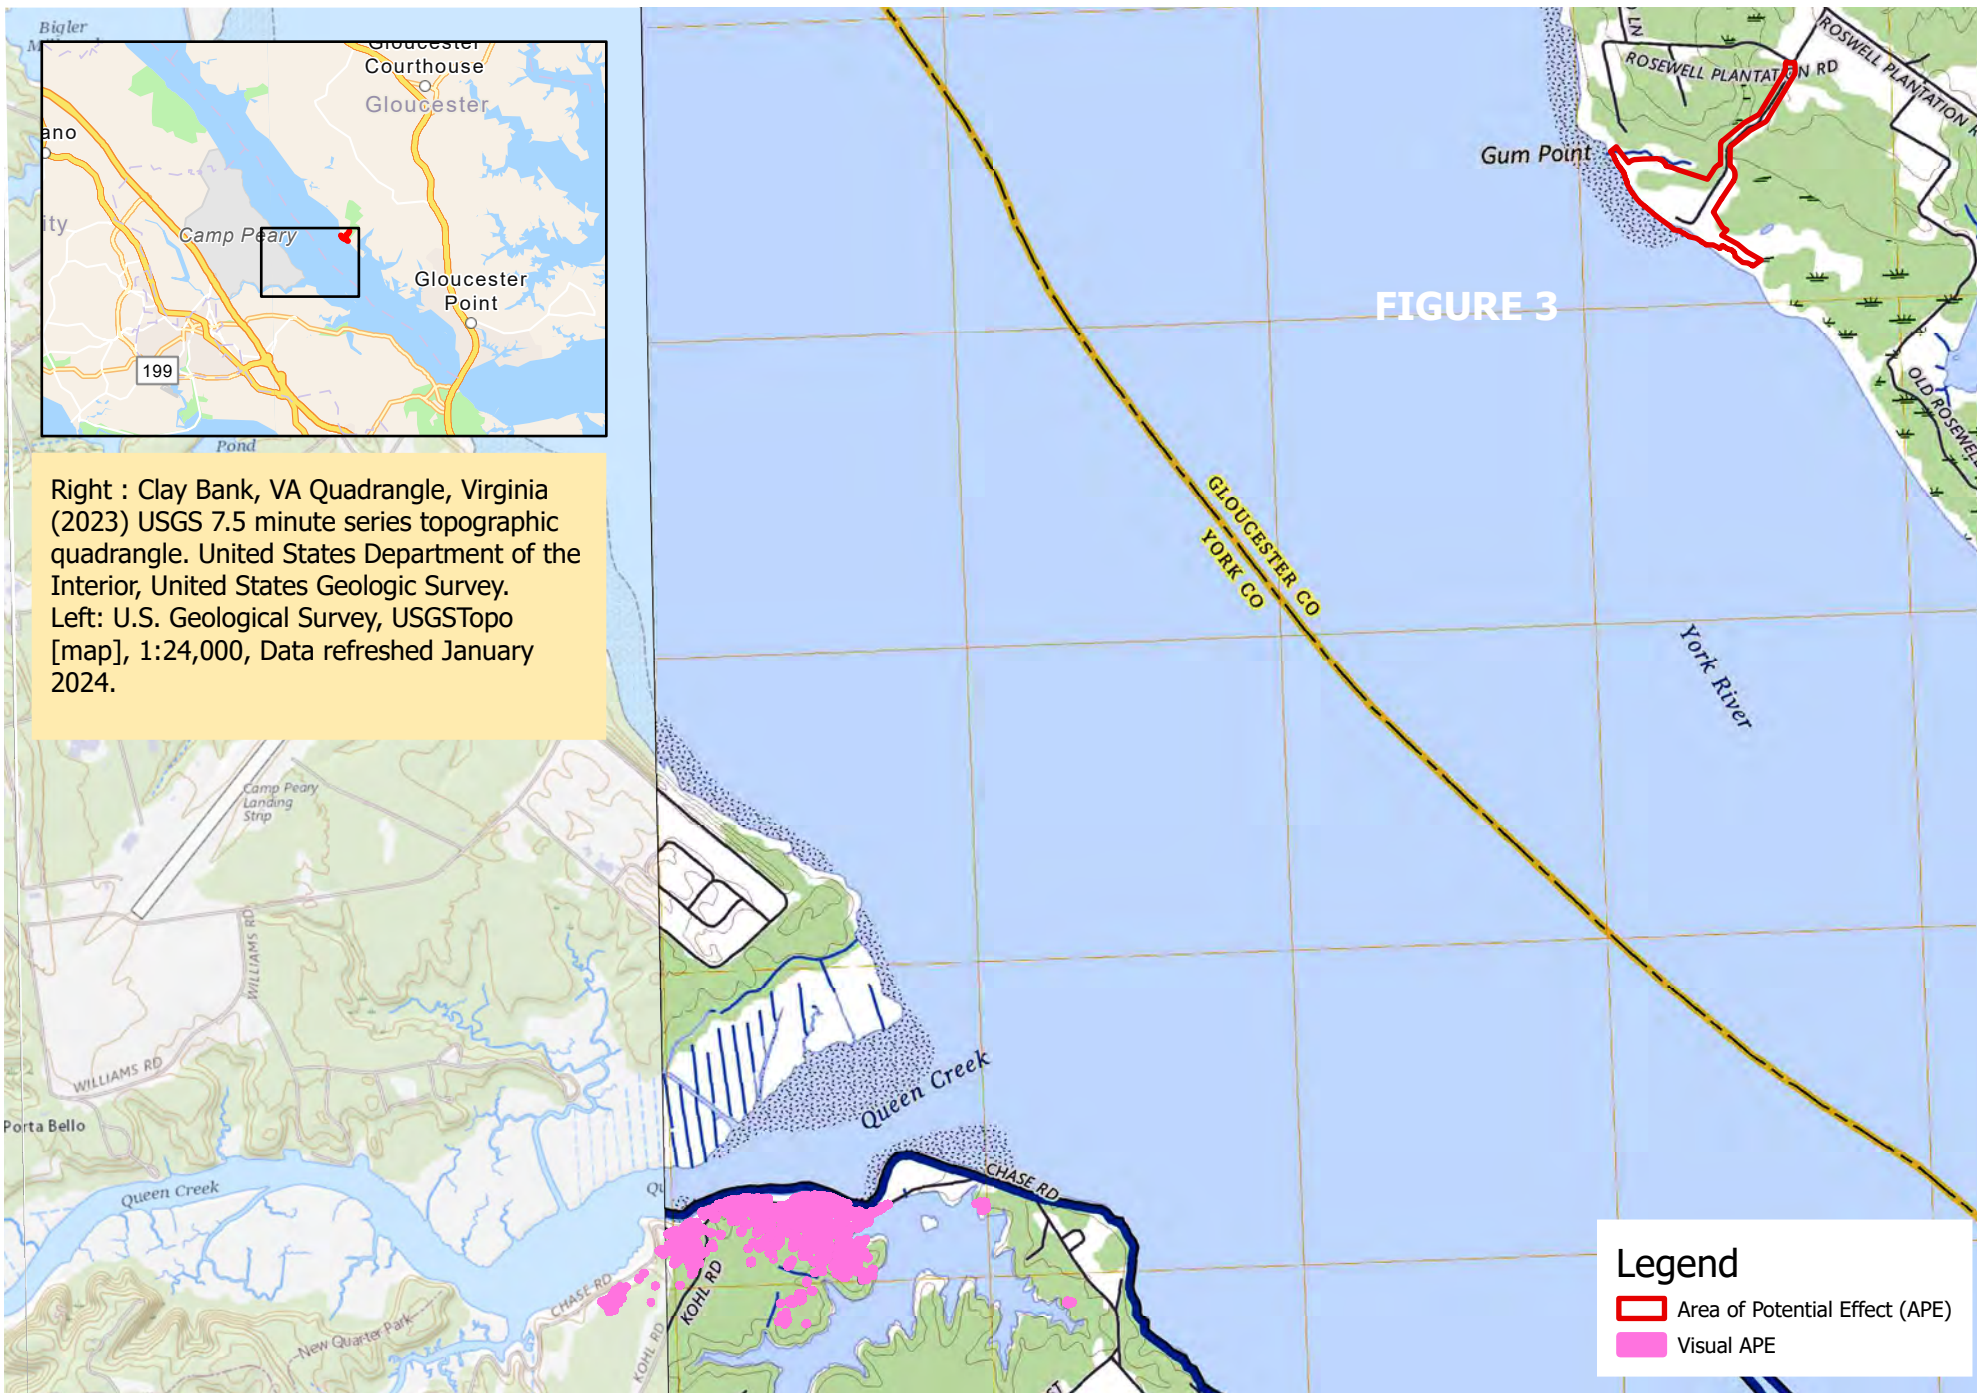 Bigler
Gloucester
Courthouse
Gloucester
ano
ity
Camp Peary
Gloucester
Point
199
Pond
Right : Clay Bank, VA Quadrangle, Virginia
(2023) USGS 7.5 minute series topographic
quadrangle. United States Department of the
Interior, United States Geologic Survey.
Left: U.S. Geological Survey, USGSTopo
[map], 1:24,000, Data refreshed January
2024.
LN
ROSEWELL PLANTATION RD
ROSWELL PLANTATION R
Gum Point
FIGURE 3
OLD ROSEWELL
GLOUCESTER CO
YORK CO
York River
Camp Peary
Landing
Strip
WILLIAMS RD
WILLIAMS RD
Porta Bello
Queen Creek
Queen Creek
Qu
CHASE RD
CHASE RD
KOHL RD
KOHL RD
New Quarter Park
ST
Legend
Area of Potential Effect (APE)
Visual APE